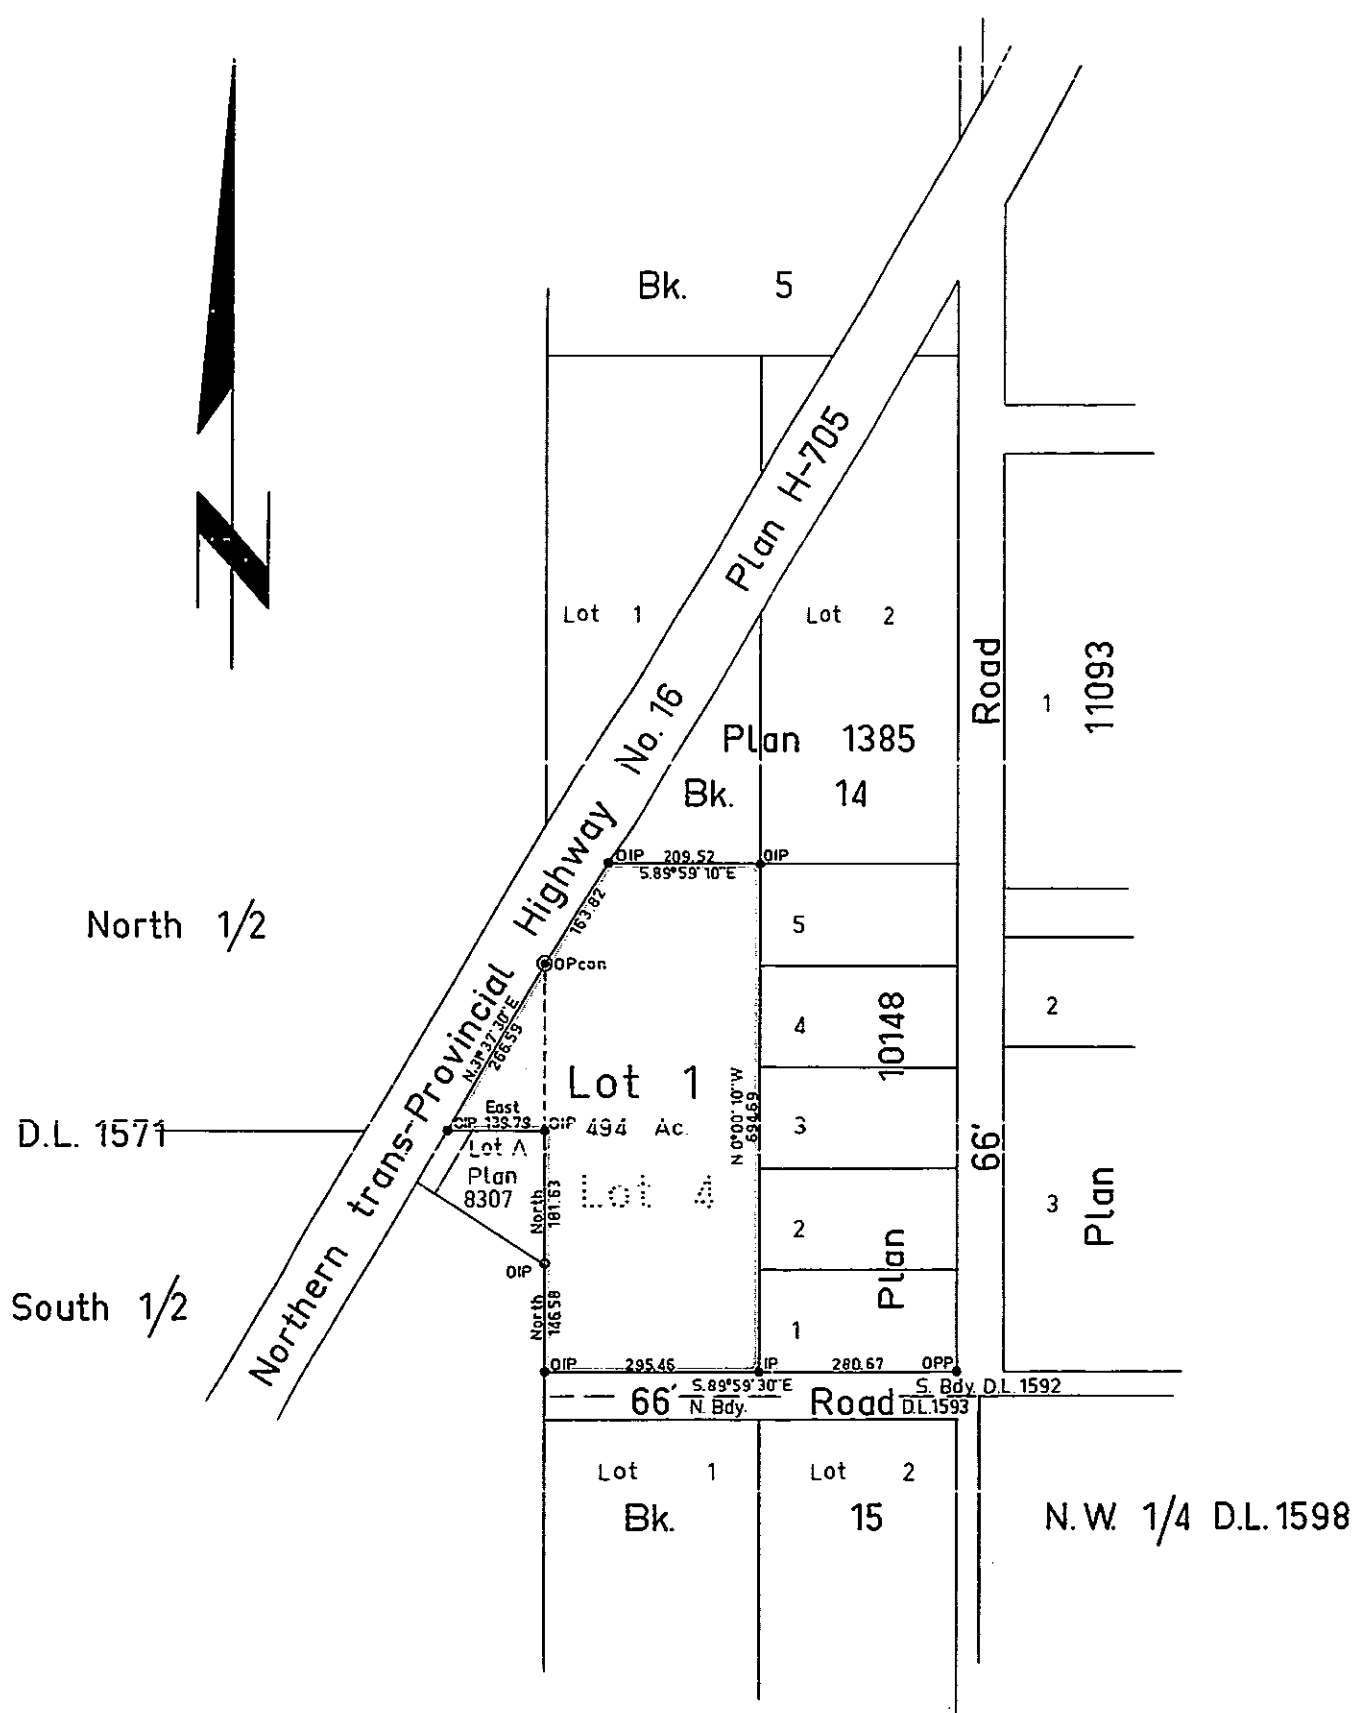 Bk. 5
Plan H-705
Lot 1
Lot 2
Road
1
11093
Northern trans-Provincial Highway No. 16
Plan 1385
Bk. 14
OIP 209.52 OIP
S.89°59'10"E
163.82
North 1/2
5
OPcon
N.31°37'30"E
266.59
4
10148
2
Lot 1
East
OIP 139.79 OIP
494 Ac.
N 0°00'10"W
694.69
3
D.L. 1571
66'
Lot A
Plan
8307
North
181.63
Lot 4
3
Plan
2
Plan
OIP
South 1/2
North
146.58
1
OIP 295.46 IP 280.67 OPP
S.89°59'30"E
S. Bdy. D.L. 1592
66' N. Bdy. Road D.L.1593
Lot 1
Lot 2
Bk. 15
N.W. 1/4 D.L. 1598